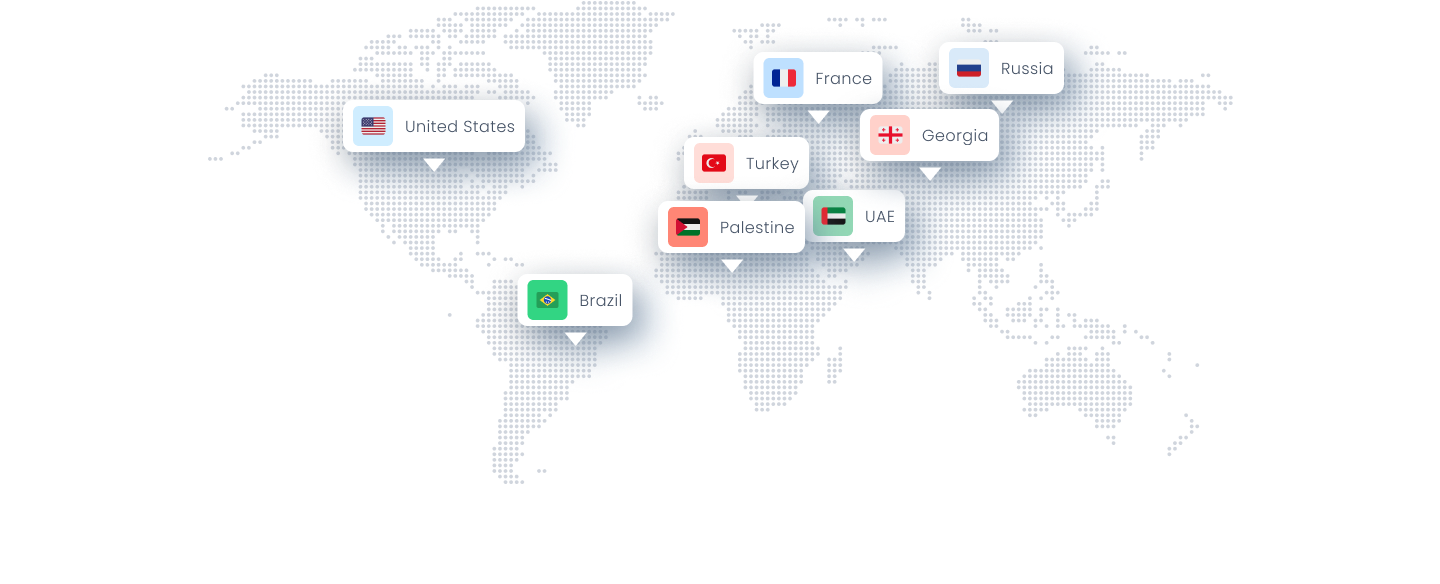 Russia
France
United States
Georgia
Turkey
UAE
Palestine
Brazil